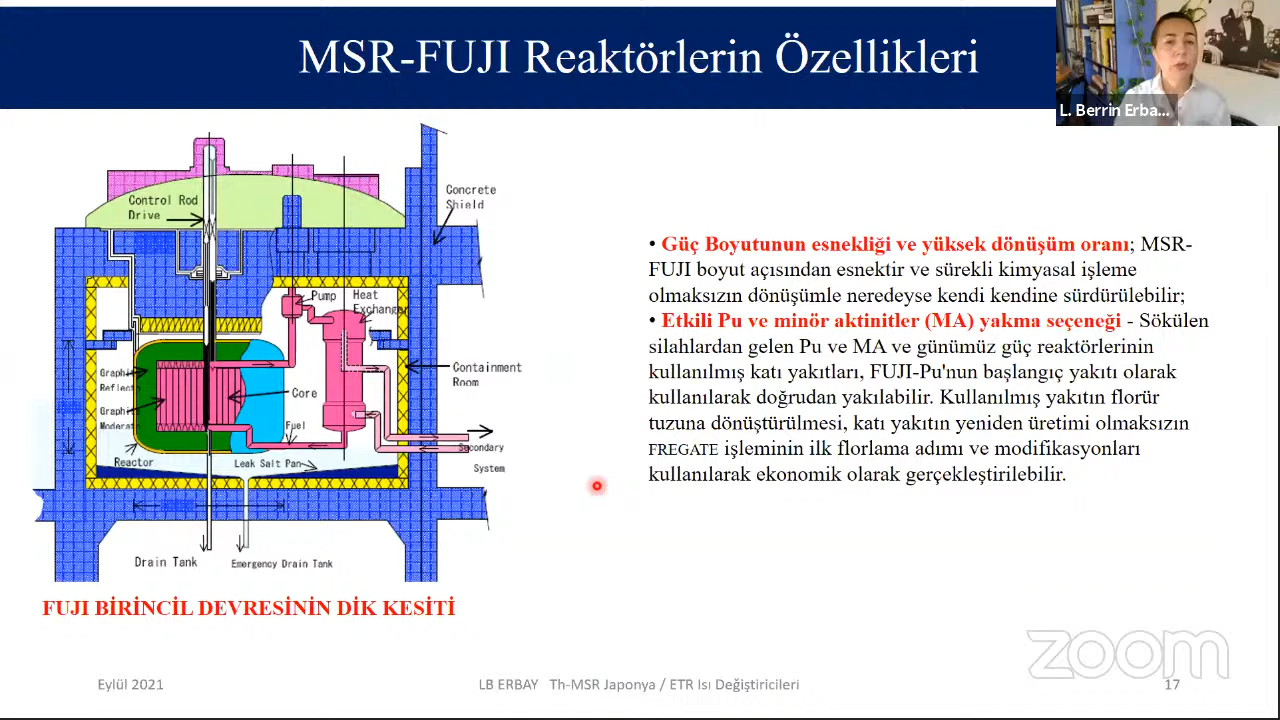 MSR-FUJI Reaktörlerin Özellikleri
L. Berrin Erba...
Control Rod
Drive
Concrete
Shield
Pump
Heat
Exchanger
Graphi
Reflecto
Graphi
Moderato
Core
Containment
Room
Fuel
Reactor
Leak Salt Pan
Secondary
System
Drain Tank
Emergency Drain Tank
FUJI BİRİNCİL DEVRESİNİN DİK KESİTİ
• Güç Boyutunun esnekliği ve yüksek dönüşüm oranı; MSR-
FUJI boyut açısından esnektir ve sürekli kimyasal işleme
olmaksızın dönüşümle neredeyse kendi kendine sürdürülebilir;
• Etkili Pu ve minör aktinitler (MA) yakma seçeneği - Sökülen
silahlardan gelen Pu ve MA ve günümüz güç reaktörlerinin
kullanılmış katı yakıtları, FUJI-Pu'nun başlangıç yakıtı olarak
kullanılarak doğrudan yakılabilir. Kullanılmış yakıtın florür
tuzuna dönüştürülmesi, katı yakıtın yeniden üretimi olmaksızın
FREGATE işleminin ilk florlama adımı ve modifikasyonları
kullanılarak ekonomik olarak gerçekleştirilebilir.
zoom
Eylül 2021
LB ERBAY Th-MSR Japonya / ETR Isı Değiştiricileri
17